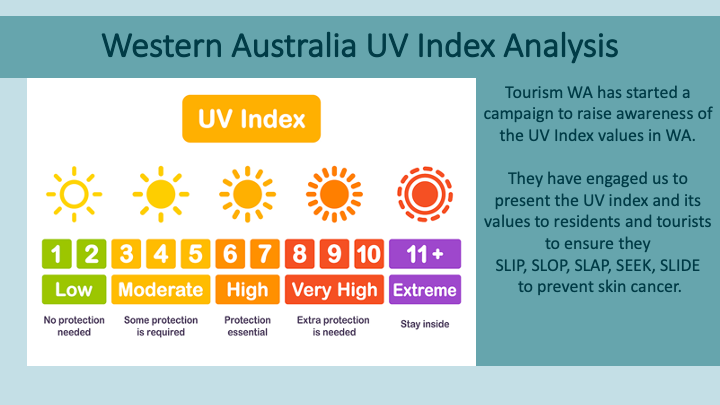 Western Australia UV Index Analysis
UV Index
1 2 3 4 5 6 7 8 9 10 11+
Low Moderate High Very High Extreme
No protection
needed
Some protection
is required
Protection
essential
Extra protection
is needed
Stay inside
Tourism WA has started a
campaign to raise awareness of
the UV Index values in WA.
They have engaged us to
present the UV index and its
values to residents and tourists
to ensure they
SLIP, SLOP, SLAP, SEEK, SLIDE
to prevent skin cancer.